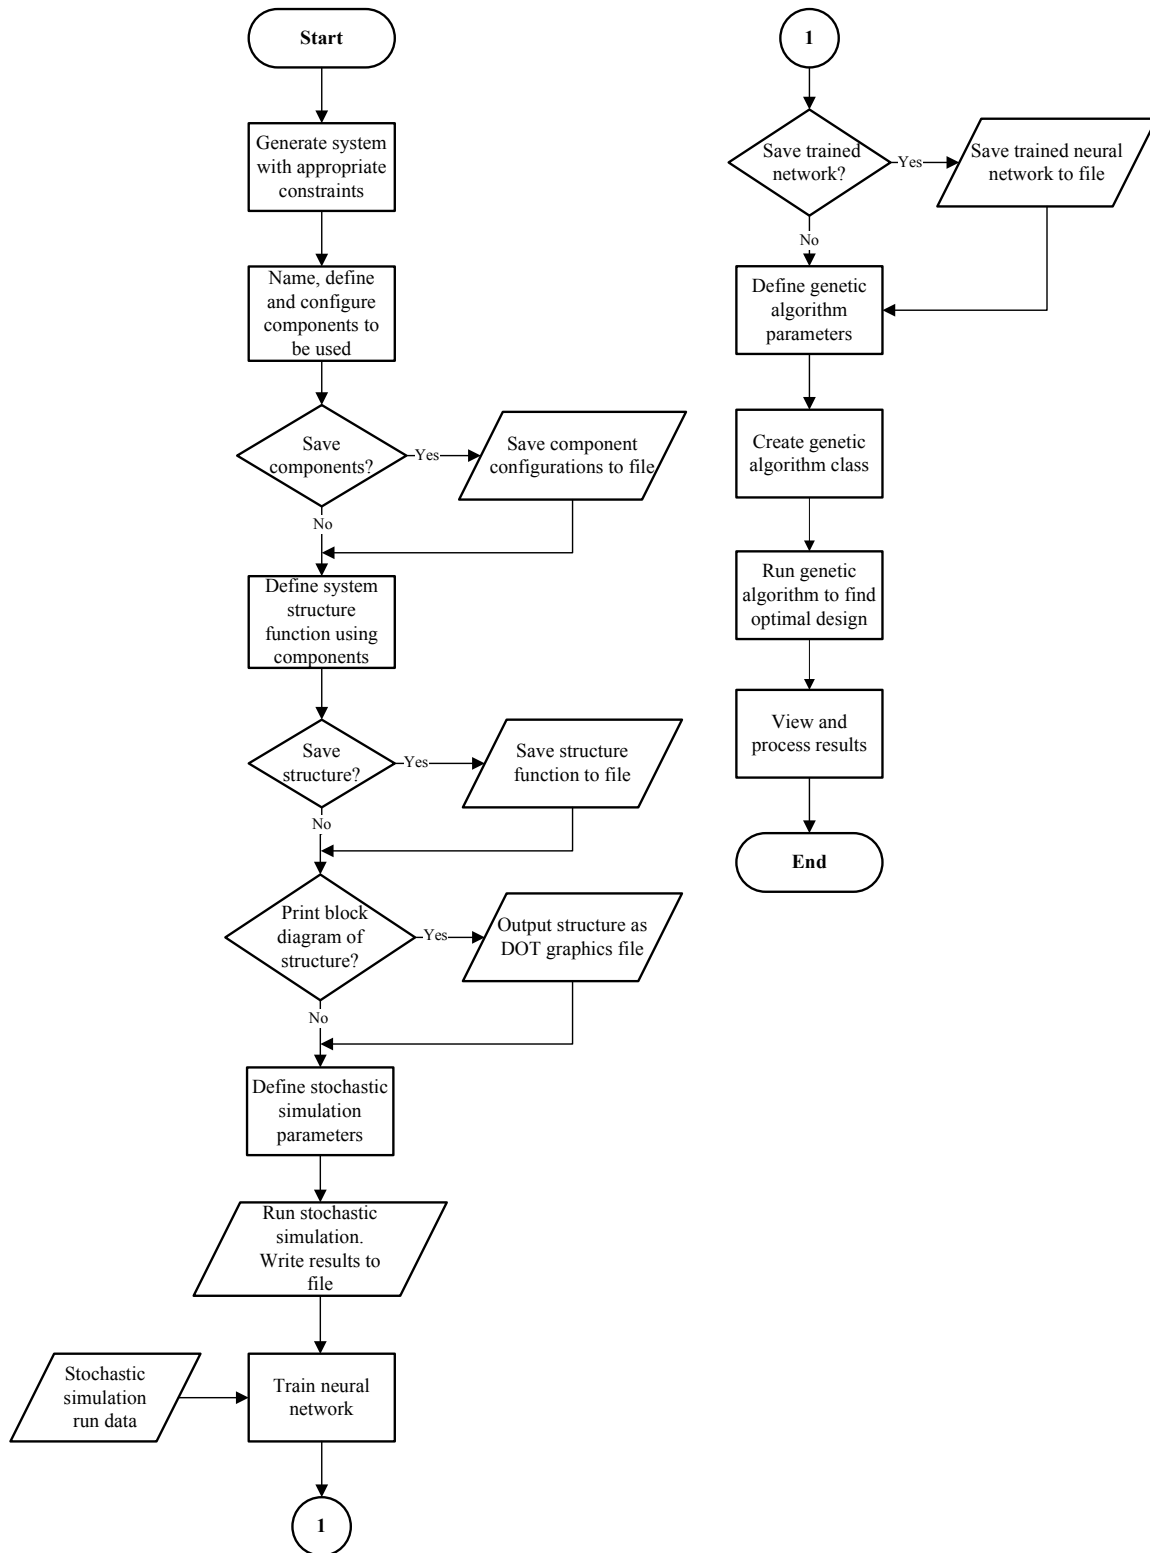 Start
Generate system
with appropriate
constraints
Name, define
and configure
components to
be used
Save
components?
Yes
Save component
configurations to file
No
Define system
structure
function using
components
Save
structure?
Yes
Save structure
function to file
No
Print block
diagram of
structure?
Yes
Output structure as
DOT graphics file
No
Define stochastic
simulation
parameters
Run stochastic
simulation.
Write results to
file
Stochastic
simulation
run data
Train neural
network
1
1
Save trained
network?
Yes
Save trained neural
network to file
No
Define genetic
algorithm
parameters
Create genetic
algorithm class
Run genetic
algorithm to find
optimal design
View and
process results
End